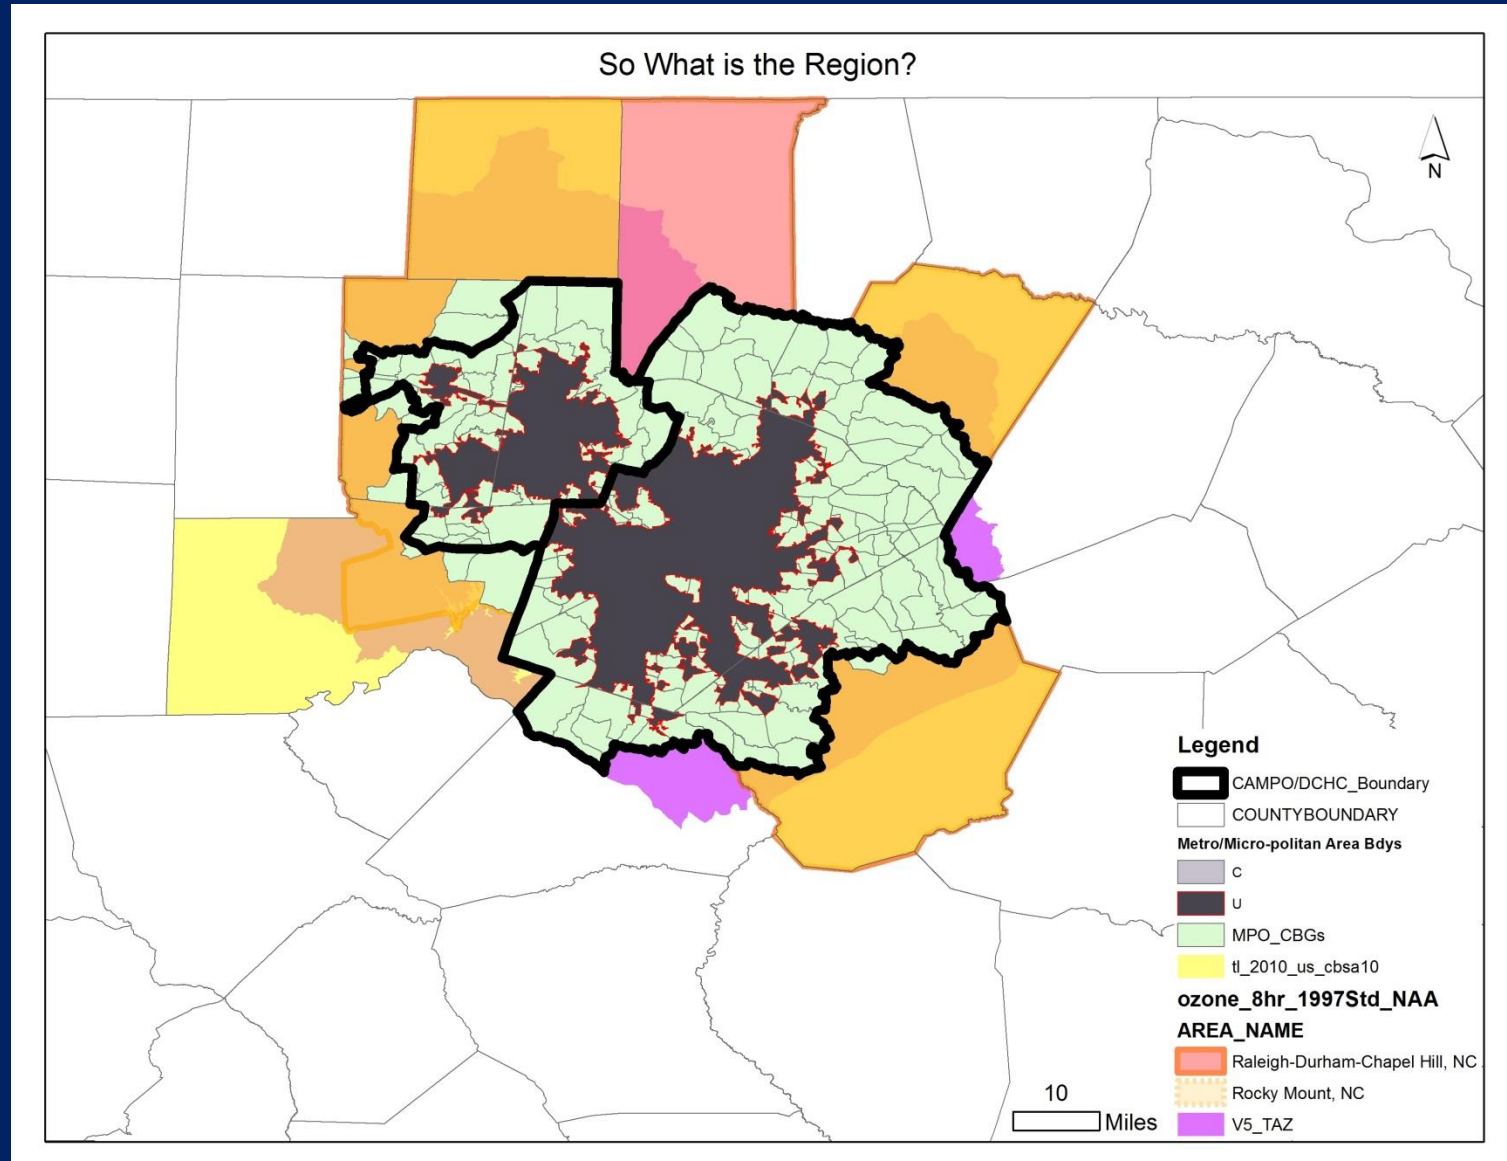 So What is the Region?
N
Legend
CAMPO/DCHC_Boundary
COUNTYBOUNDARY
Metro/Micro-politan Area Bdys
C
U
MPO_CBGs
tl_2010_us_cbsa10
ozone_8hr_1997Std_NAA
AREA_NAME
Raleigh-Durham-Chapel Hill, NC
Rocky Mount, NC
V5_TAZ
10
Miles